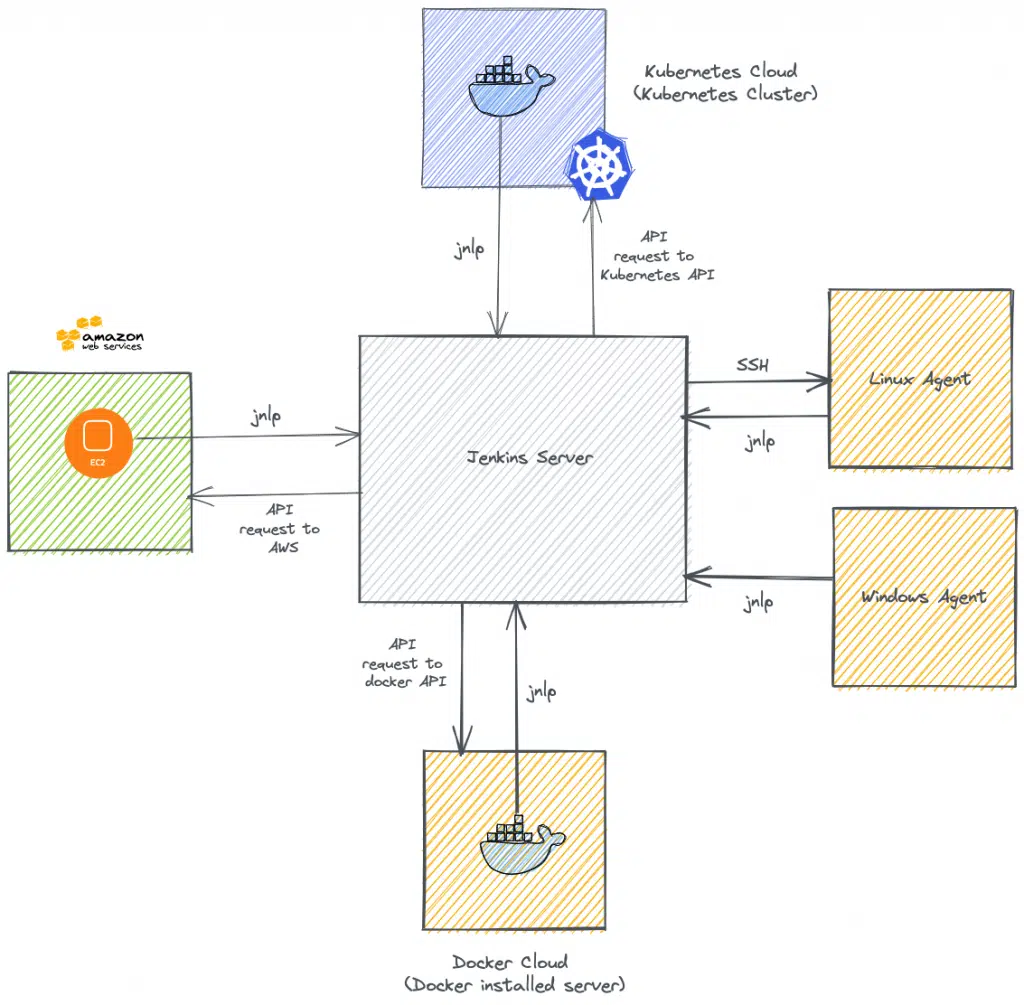 Kubernetes Cloud
(Kubernetes Cluster)
jnlp
API
request to
Kubernetes API
amazon
web services
EC2
jnlp
API
request to
AWS
Jenkins Server
SSH
jnlp
Linux Agent
jnlp
Windows Agent
API
request to
docker API
jnlp
Docker Cloud
(Docker installed server)